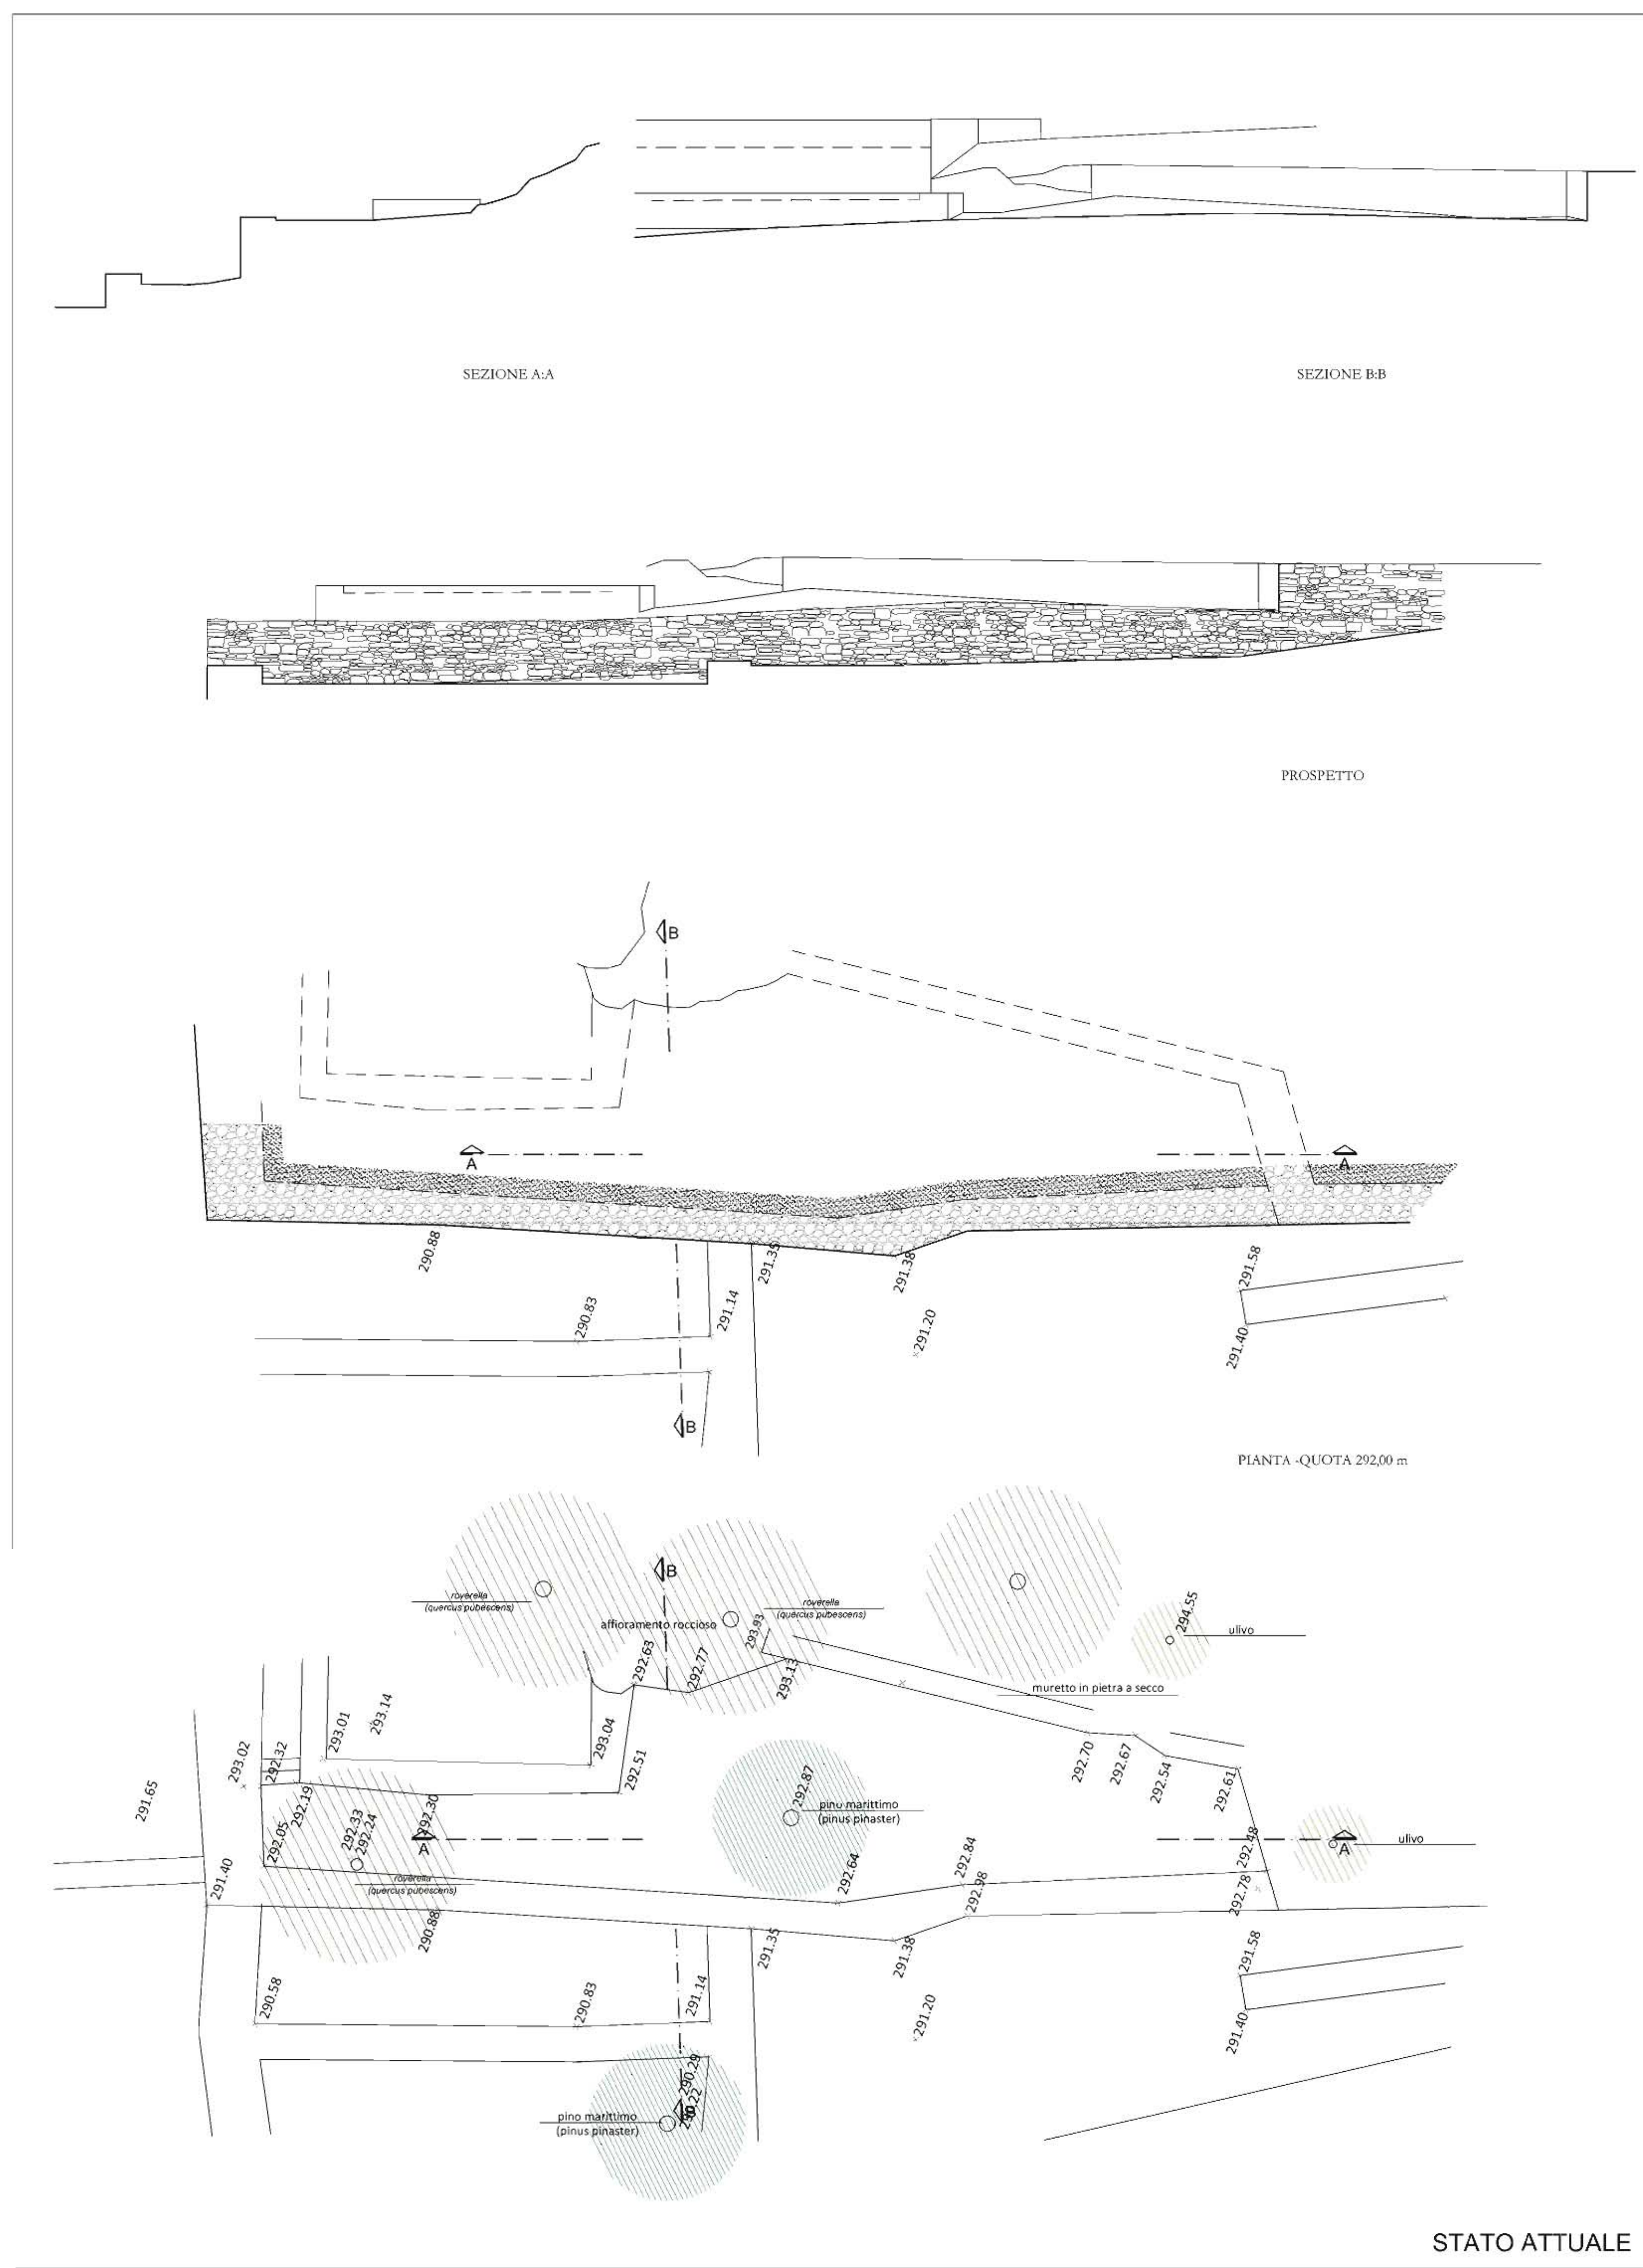 SEZIONE A:A
SEZIONE B:B
PROSPETTO
B
A
A
290.88
291.35
291.38
291.58
290.83
291.14
291.20
291.40
B
PIANTA -QUOTA 292,00 m
B
roverella
(quercus pubescens)
affioramento roccioso
roverella
(quercus pubescens)
293.93
294.55
ulivo
292.63
292.77
293.13
muretto in pietra a secco
293.14
293.01
293.04
293.02
292.32
292.51
292.70
292.67
292.54
292.61
291.65
292.19
292.30
292.87
pino marittimo
(pinus pinaster)
292.05
292.33
292.24
A
A
ulivo
292.48
291.40
roverella
(quercus pubescens)
292.64
292.84
292.98
292.78
290.88
291.35
291.38
291.58
290.58
290.83
291.14
291.20
291.40
290.29
pino marittimo
(pinus pinaster)
STATO ATTUALE